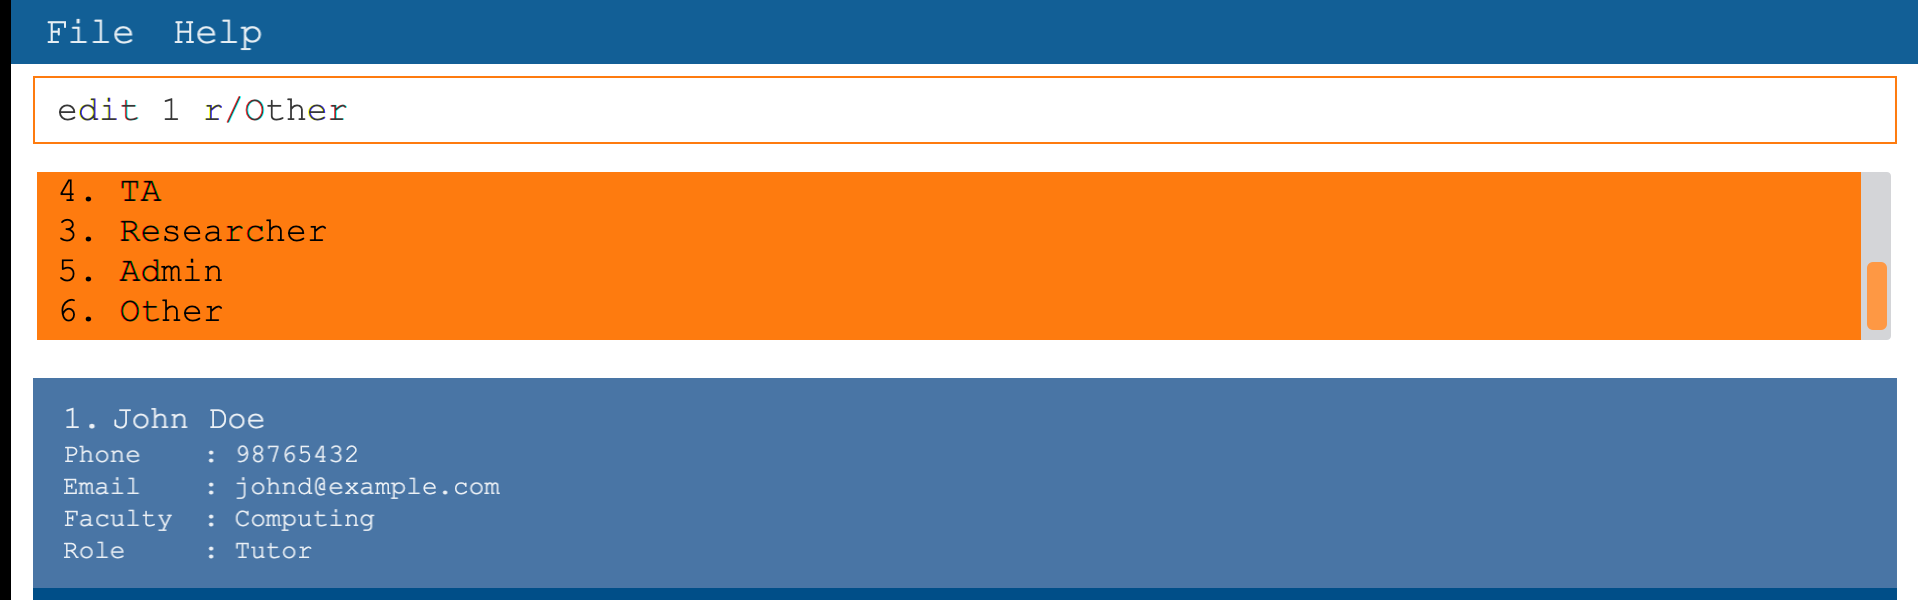 File Help
edit 1 r/Other
4. TA
3. Researcher
5. Admin
6. Other
1. John Doe
Phone : 98765432
Email : johnd@example.com
Faculty : Computing
Role : Tutor